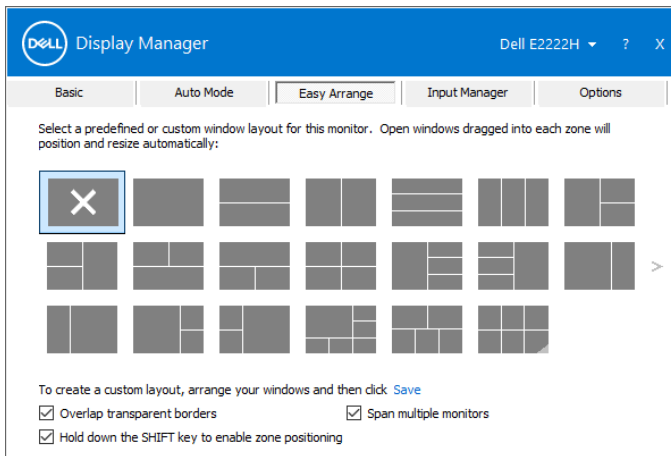 DELL Display Manager Dell E2222H ? X
Basic Auto Mode Easy Arrange Input Manager Options
Select a predefined or custom window layout for this monitor. Open windows dragged into each zone will
position and resize automatically:
>
To create a custom layout, arrange your windows and then click Save
Overlap transparent borders Span multiple monitors
Hold down the SHIFT key to enable zone positioning